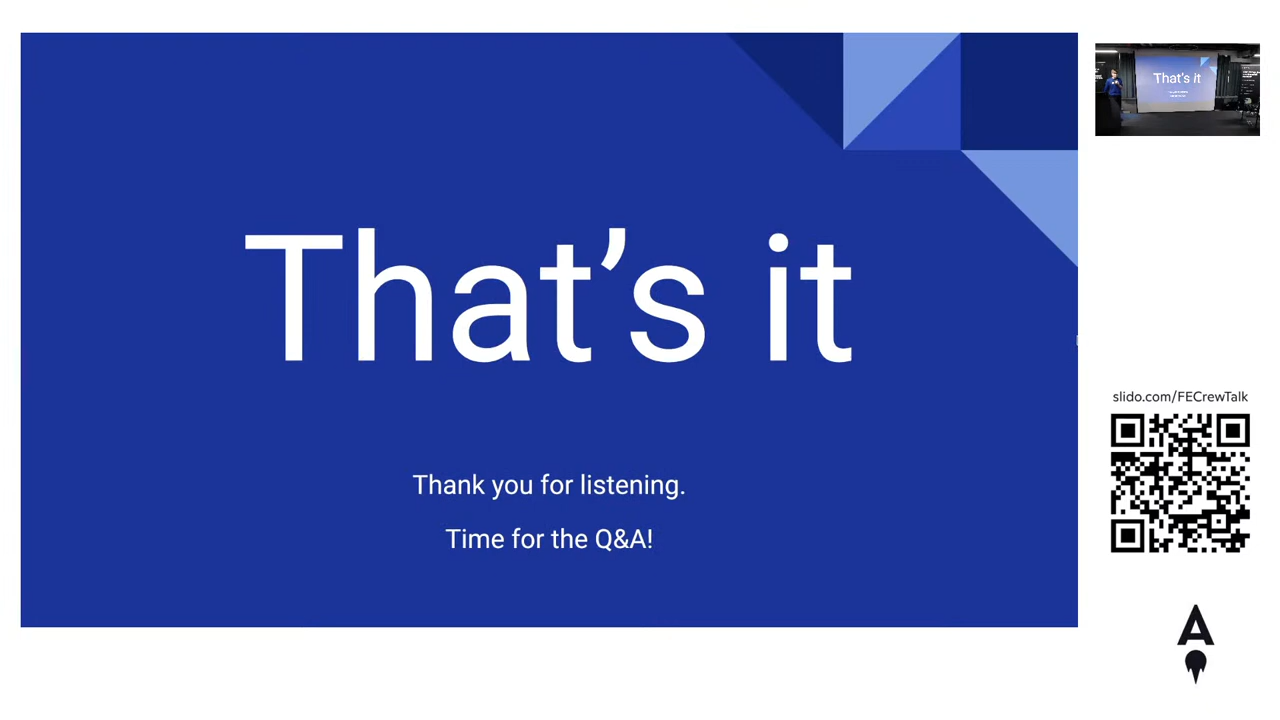 That’s it
Thank you for listening.
Time for the Q&A!
That's it
slido.com/FECrewTalk
A